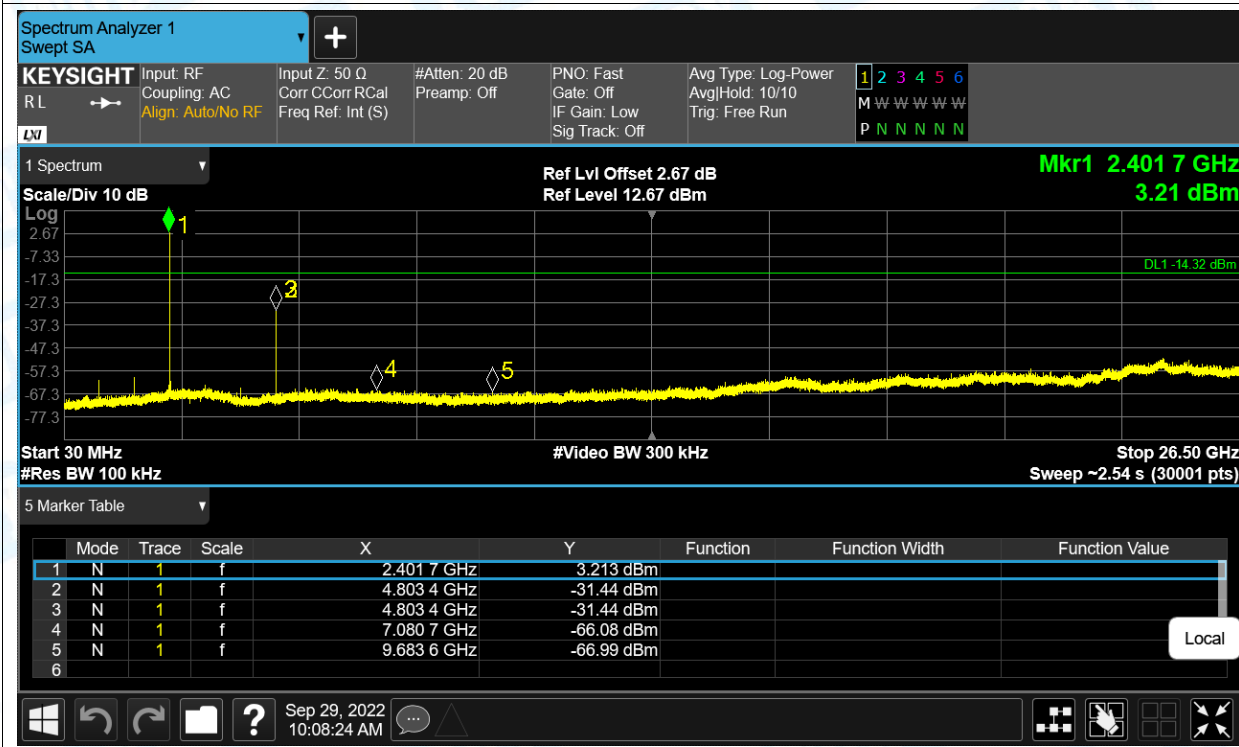 Spectrum Analyzer 1
Swept SA
KEYSIGHT
R L
LXI
Input: RF
Coupling: AC
Align: Auto/No RF
Input Z: 50 Ω
Corr CCorr RCal
Freq Ref: Int (S)
#Atten: 20 dB
Preamp: Off
PNO: Fast
Gate: Off
IF Gain: Low
Sig Track: Off
Avg Type: Log-Power
Avg|Hold: 10/10
Trig: Free Run
1 2 3 4 5 6
M W W W W W
P N N N N N
1 Spectrum
Scale/Div 10 dB
Log
Ref Lvl Offset 2.67 dB
Ref Level 12.67 dBm
Mkr1 2.401 7 GHz
3.21 dBm
2.67
-7.33
-17.3
-27.3
-37.3
-47.3
-57.3
-67.3
-77.3
1
3
4
5
DL1 -14.32 dBm
Start 30 MHz
#Res BW 100 kHz
#Video BW 300 kHz
Stop 26.50 GHz
Sweep ~2.54 s (30001 pts)
5 Marker Table
Mode Trace Scale X Y Function Function Width Function Value
1 N 1 f 2.401 7 GHz 3.213 dBm
2 N 1 f 4.803 4 GHz -31.44 dBm
3 N 1 f 4.803 4 GHz -31.44 dBm
4 N 1 f 7.080 7 GHz -66.08 dBm
5 N 1 f 9.683 6 GHz -66.99 dBm
6
Local
?
Sep 29, 2022
10:08:24 AM